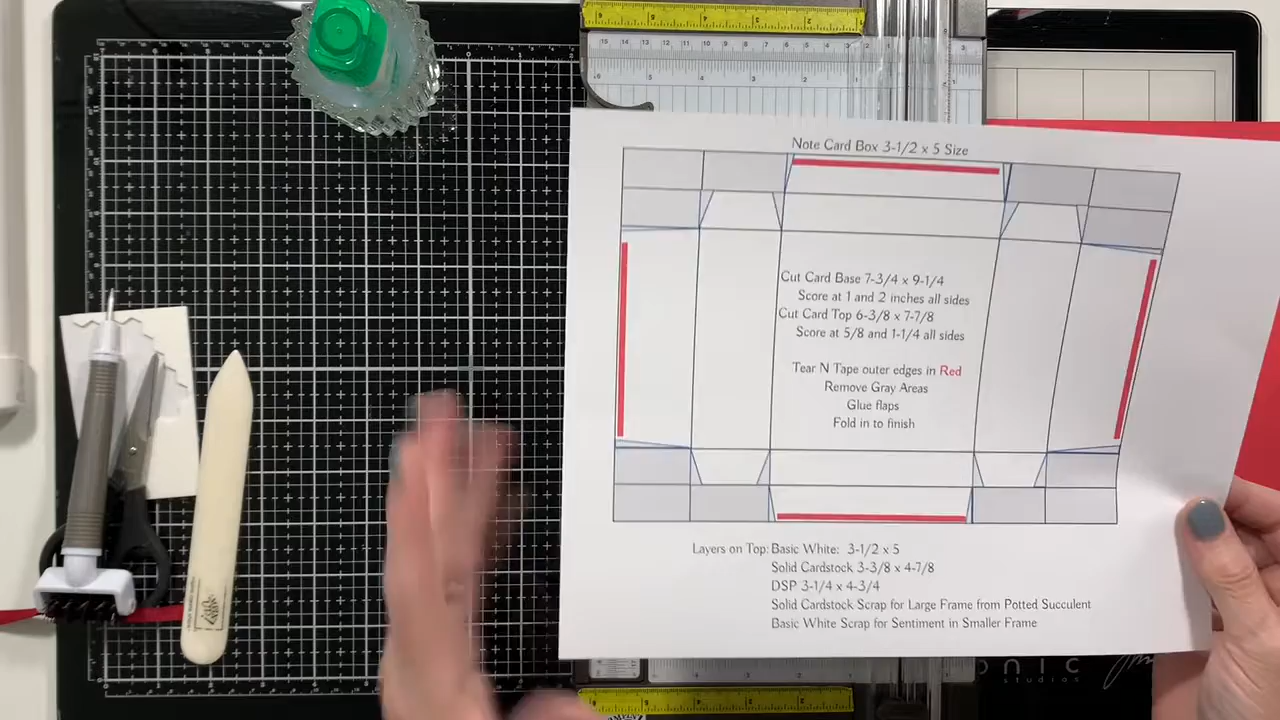 Note Card Box 3-1/2 x 5 Size
Cut Card Base 7-3/4 x 9-1/4
Score at 1 and 2 inches all sides
Cut Card Top 6-3/8 x 7-7/8
Score at 5/8 and 1-1/4 all sides
Tear N Tape outer edges in Red
Remove Gray Areas
Glue flaps
Fold in to finish
Layers on Top: Basic White: 3-1/2 x 5
Solid Cardstock 3-3/8 x 4-7/8
DSP 3-1/4 x 4-3/4
Solid Cardstock Scrap for Large Frame from Potted Succulent
Basic White Scrap for Sentiment in Smaller Frame
studios